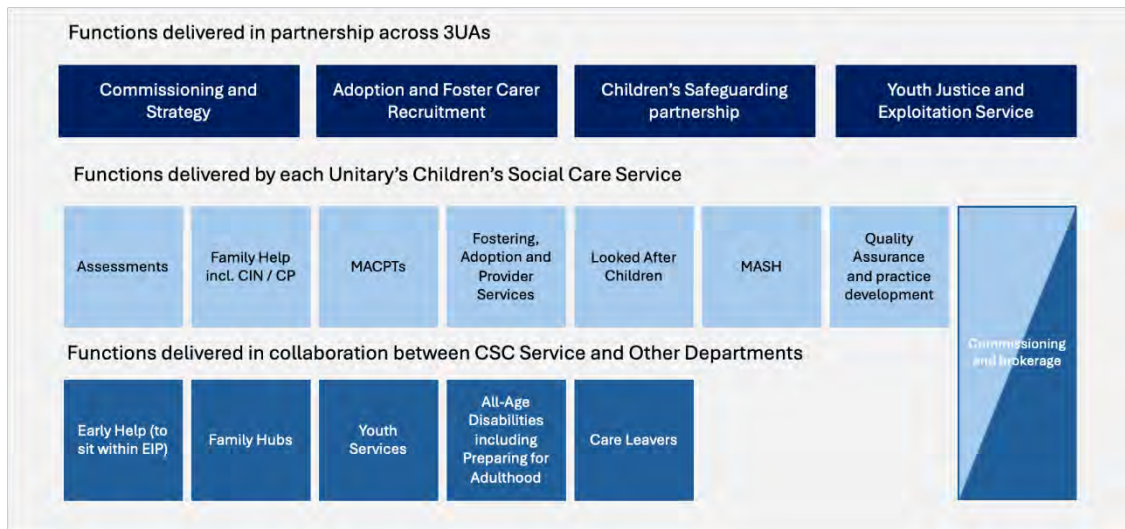 Functions delivered in partnership across 3UAs
Commissioning and
Strategy
Adoption and Foster Carer
Recruitment
Children's Safeguarding
partnership
Youth Justice and
Exploitation Service
Functions delivered by each Unitary's Children's Social Care Service
Assessments
Family Help
incl. CIN / CP
MACPTs
Fostering,
Adoption and
Provider
Services
Looked After
Children
MASH
Quality
Assurance
and practice
development
Commissioning
and brokerage
Functions delivered in collaboration between CSC Service and Other Departments
Early Help (to
sit within EIP)
Family Hubs
Youth
Services
All-Age
Disabilities
including
Preparing for
Adulthood
Care Leavers